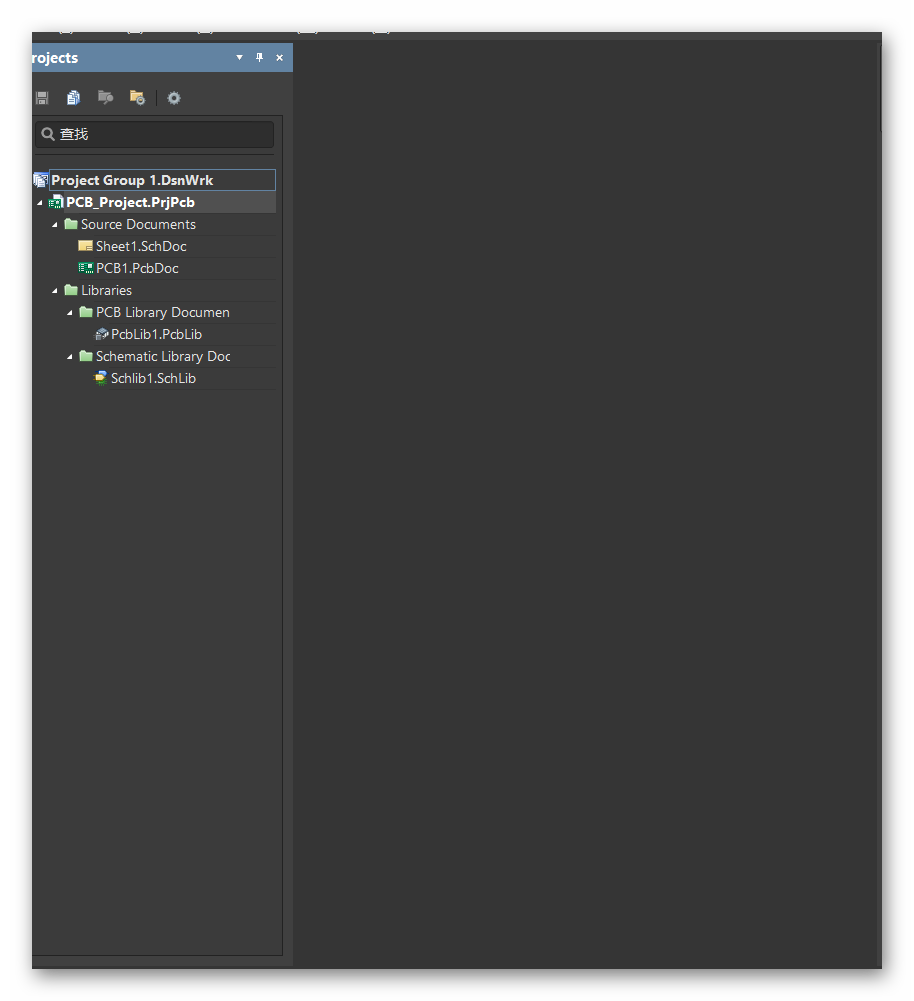 rojects
查找
Project Group 1.DsnWrk
PCB_Project.PrjPcb
Source Documents
Sheet1.SchDoc
PCB1.PcbDoc
Libraries
PCB Library Documen
PcbLib1.PcbLib
Schematic Library Doc
Schlib1.SchLib